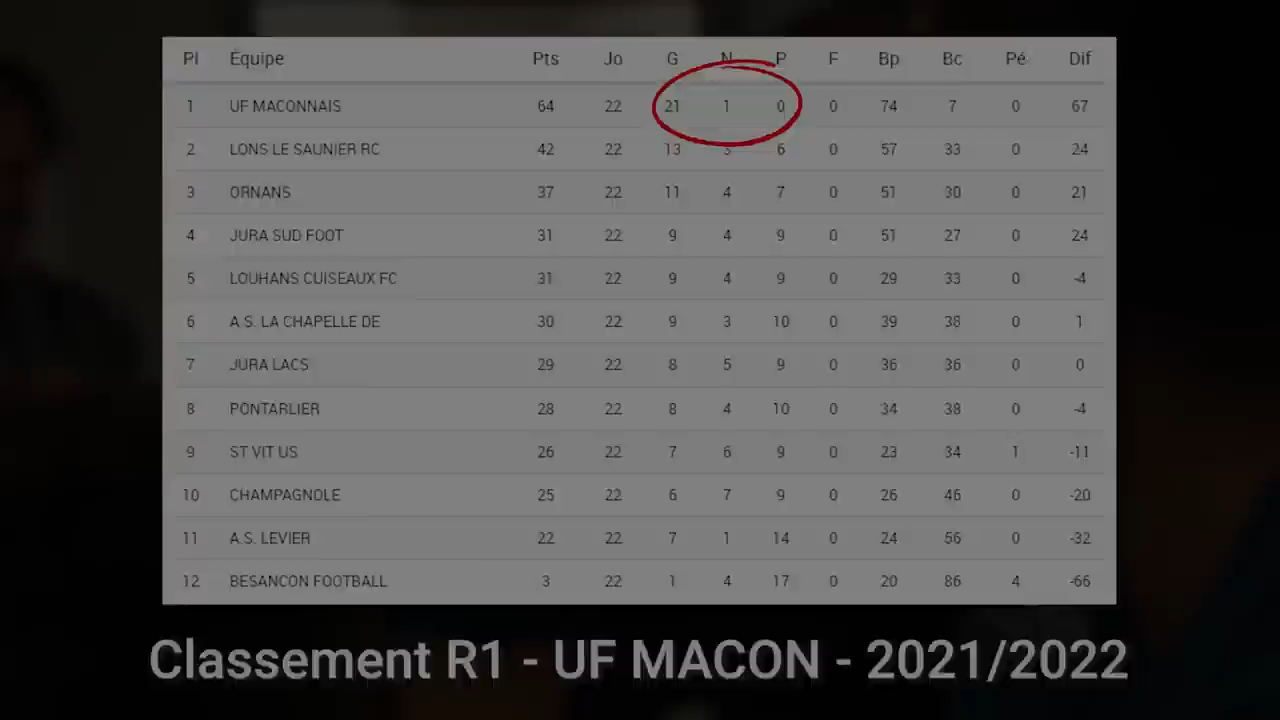 Pl Équipe Pts Jo G N P F Bp Bc Pé Dif
1 UF MACONNAIS 64 22 21 1 0 0 74 7 0 67
2 LONS LE SAUNIER RC 42 22 13 3 6 0 57 33 0 24
3 ORNANS 37 22 11 4 7 0 51 30 0 21
4 JURA SUD FOOT 31 22 9 4 9 0 51 27 0 24
5 LOUHANS CUISEAUX FC 31 22 9 4 9 0 29 33 0 -4
6 A.S. LA CHAPELLE DE 30 22 9 3 10 0 39 38 0 1
7 JURA LACS 29 22 8 5 9 0 36 36 0 0
8 PONTARLIER 28 22 8 4 10 0 34 38 0 -4
9 ST VIT US 26 22 7 6 9 0 23 34 1 -11
10 CHAMPAGNOLE 25 22 6 7 9 0 26 46 0 -20
11 A.S. LEVIER 22 22 7 1 14 0 24 56 0 -32
12 BESANCON FOOTBALL 3 22 1 4 17 0 20 86 4 -66
Classement R1 - UF MACON - 2021/2022